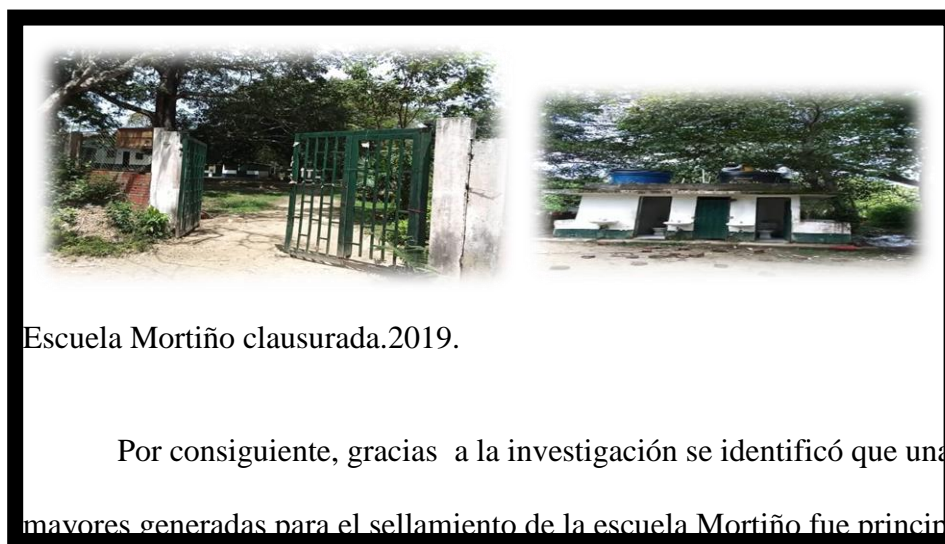 Escuela Mortiño clausurada.2019.
Por consiguiente, gracias a la investigación se identificó que una
mayores generadas para el sellamiento de la escuela Mortiño fue princip